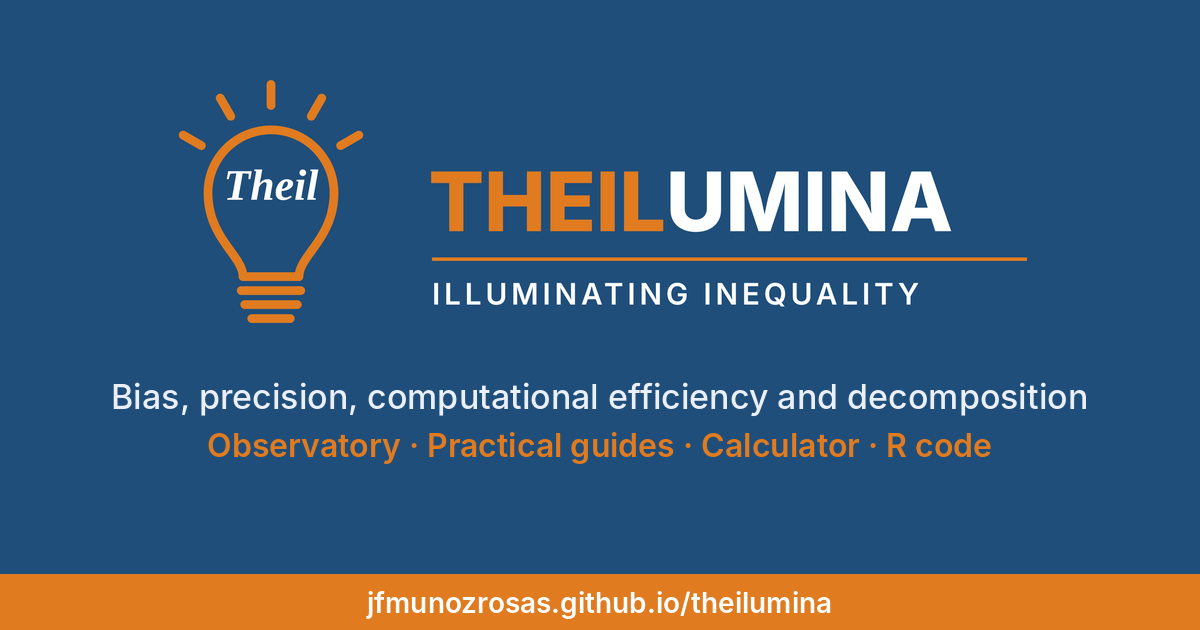 Theil
THEILUMINA
ILLUMINATING INEQUALITY
Bias, precision, computational efficiency and decomposition
Observatory · Practical guides · Calculator · R code
jfmunozrosas.github.io/theilumina